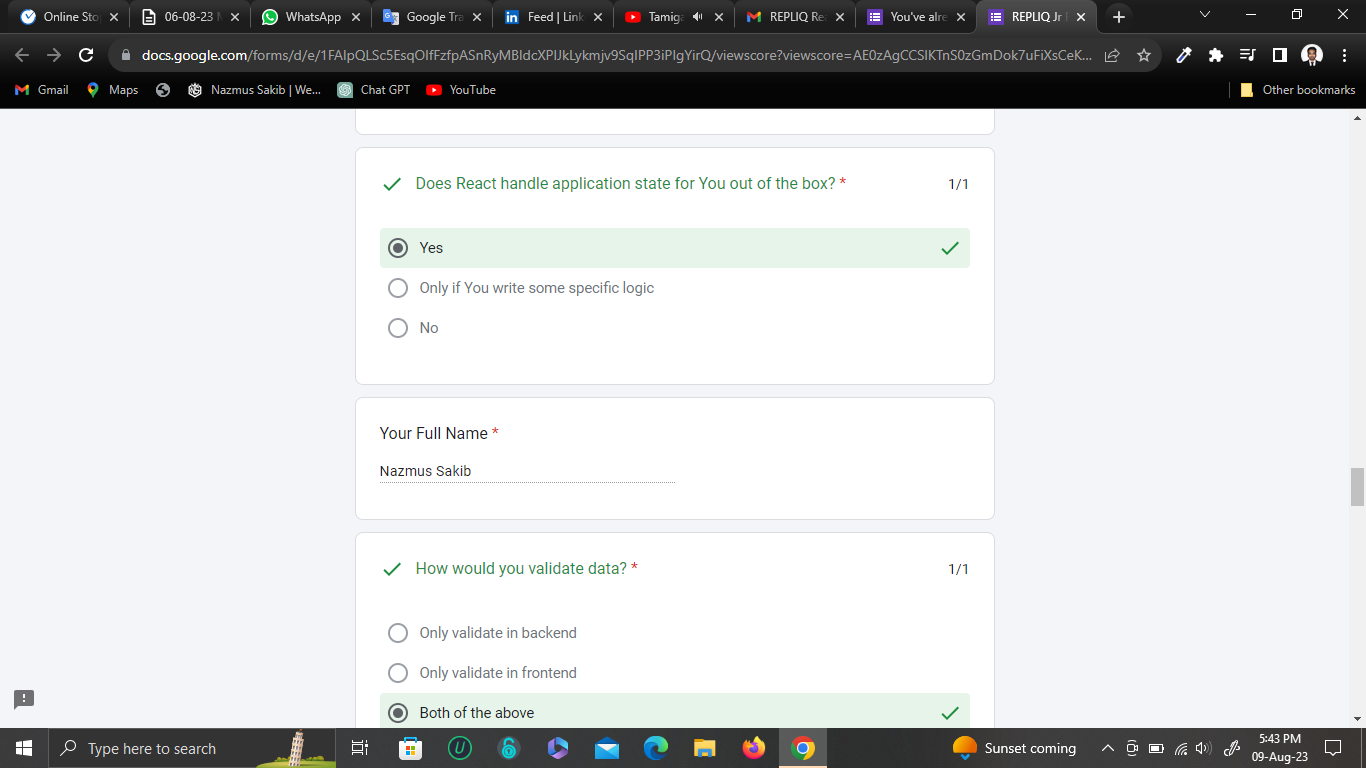 Online Sto
06-08-23
WhatsApp
Google Tra
Feed | Link
Tamiga
REPLIQ Rea
You've alre
REPLIQ Jr
docs.google.com/forms/d/e/1FAIpQLSc5EsqOIfFzfpASnRyMBIdcXPIJkLykmjv9SqIPP3iPIgYirQ/viewscore?viewscore=AE0zAgCCSIKTnS0zGmDok7uFiXsCeK...
Gmail
Maps
Nazmus Sakib | We...
Chat GPT
YouTube
Other bookmarks
Does React handle application state for You out of the box? *
1/1
Yes
Only if You write some specific logic
No
Your Full Name *
Nazmus Sakib
How would you validate data? *
1/1
Only validate in backend
Only validate in frontend
Both of the above
Type here to search
Sunset coming
5:43 PM
09-Aug-23